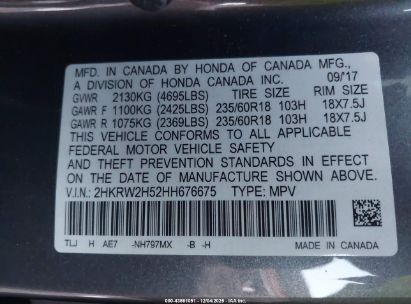 MFD. IN CANADA BY HONDA OF CANADA MFG.,
A DIVISION OF HONDA CANADA INC. 09/17
GVWR 2130KG (4695LBS) TIRE SIZE RIM SIZE
GAWR F 1100KG (2425LBS) 235/60R18 103H 18X7.5J
GAWR R 1075KG (2369LBS) 235/60R18 103H 18X7.5J
THIS VEHICLE CONFORMS TO ALL APPLICABLE
FEDERAL MOTOR VEHICLE SAFETY
AND THEFT PREVENTION STANDARDS IN EFFECT
ON THE DATE OF MANUFACTURE SHOWN ABOVE.
V.I.N.: 2HKRW2H52HH676675 TYPE: MPV
TLJ H AE7 -NH797MX -B -H
MADE IN CANADA